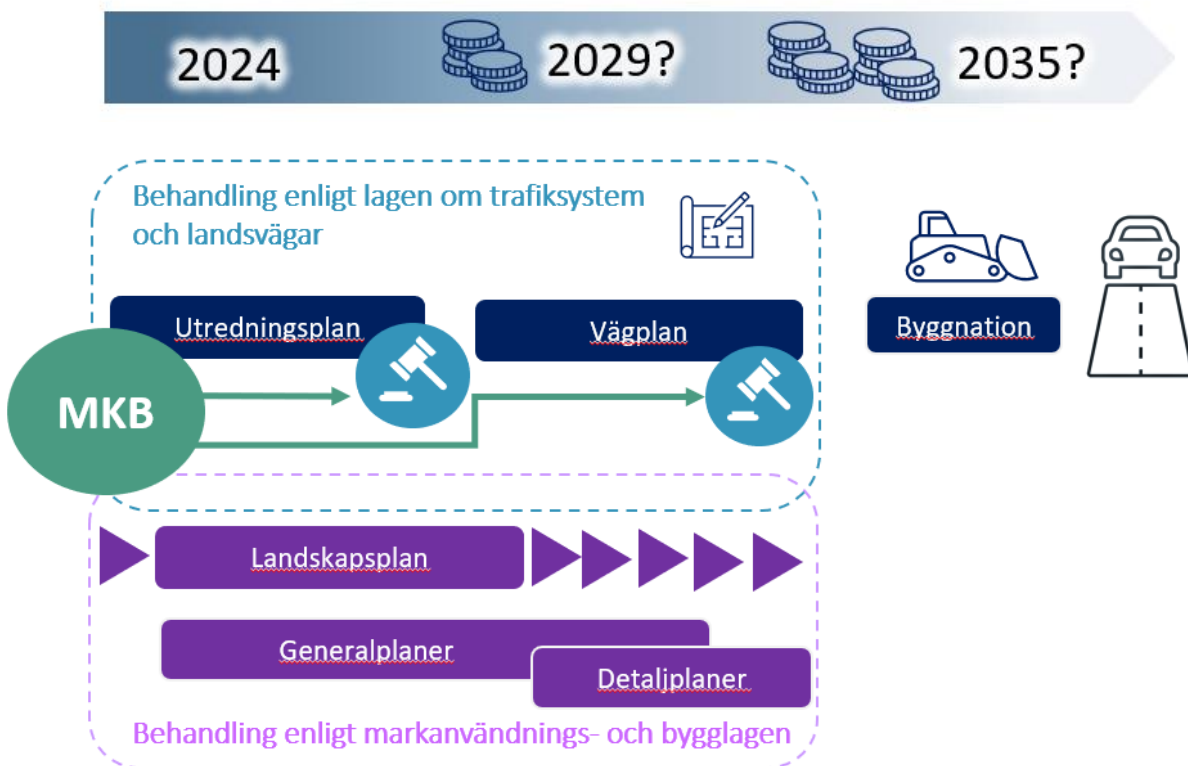 2024
2029?
2035?
Behandling enligt lagen om trafiksystem
och landsvägar
Utredningsplan
Vägplan
Byggnation
MKB
Landskapsplan
Generalplaner
Detaljplaner
Behandling enligt markanvändnings- och bygglagen